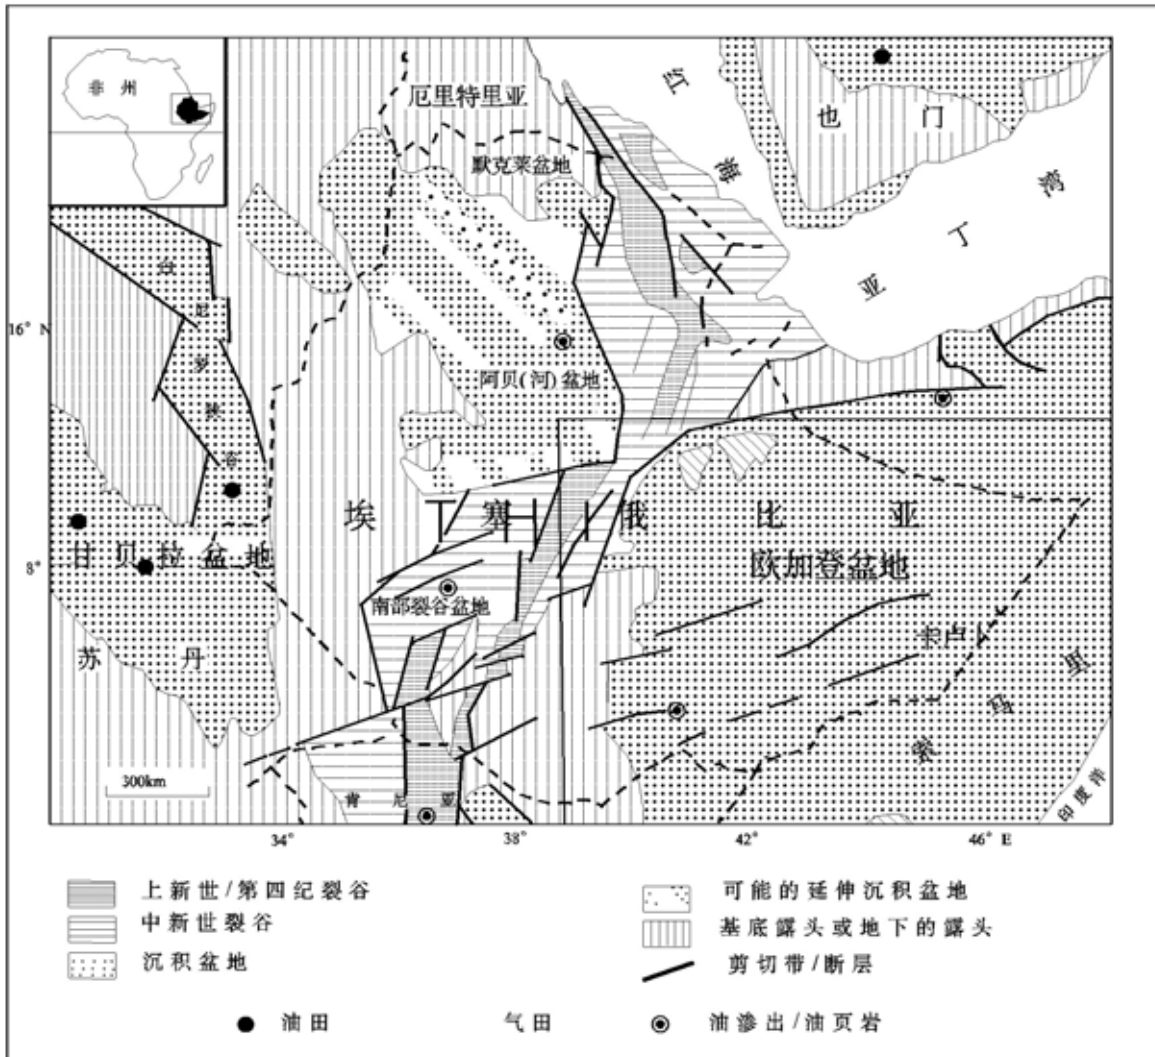 非州
厄里特里亚
红海
也门
默克莱盆地
亚丁湾
尼罗峡谷
16° N
阿贝(河)盆地
埃塞俄比亚
甘贝拉盆地
欧加登盆地
8°
南部裂谷盆地
苏丹
卡卢
索马里
300km
肯尼亚
印度洋
34°
38°
42°
46° E
上新世/第四纪裂谷
可能的延伸沉积盆地
中新世裂谷
基底露头或地下的露头
沉积盆地
剪切带/断层
油田
气田
油渗出/油页岩